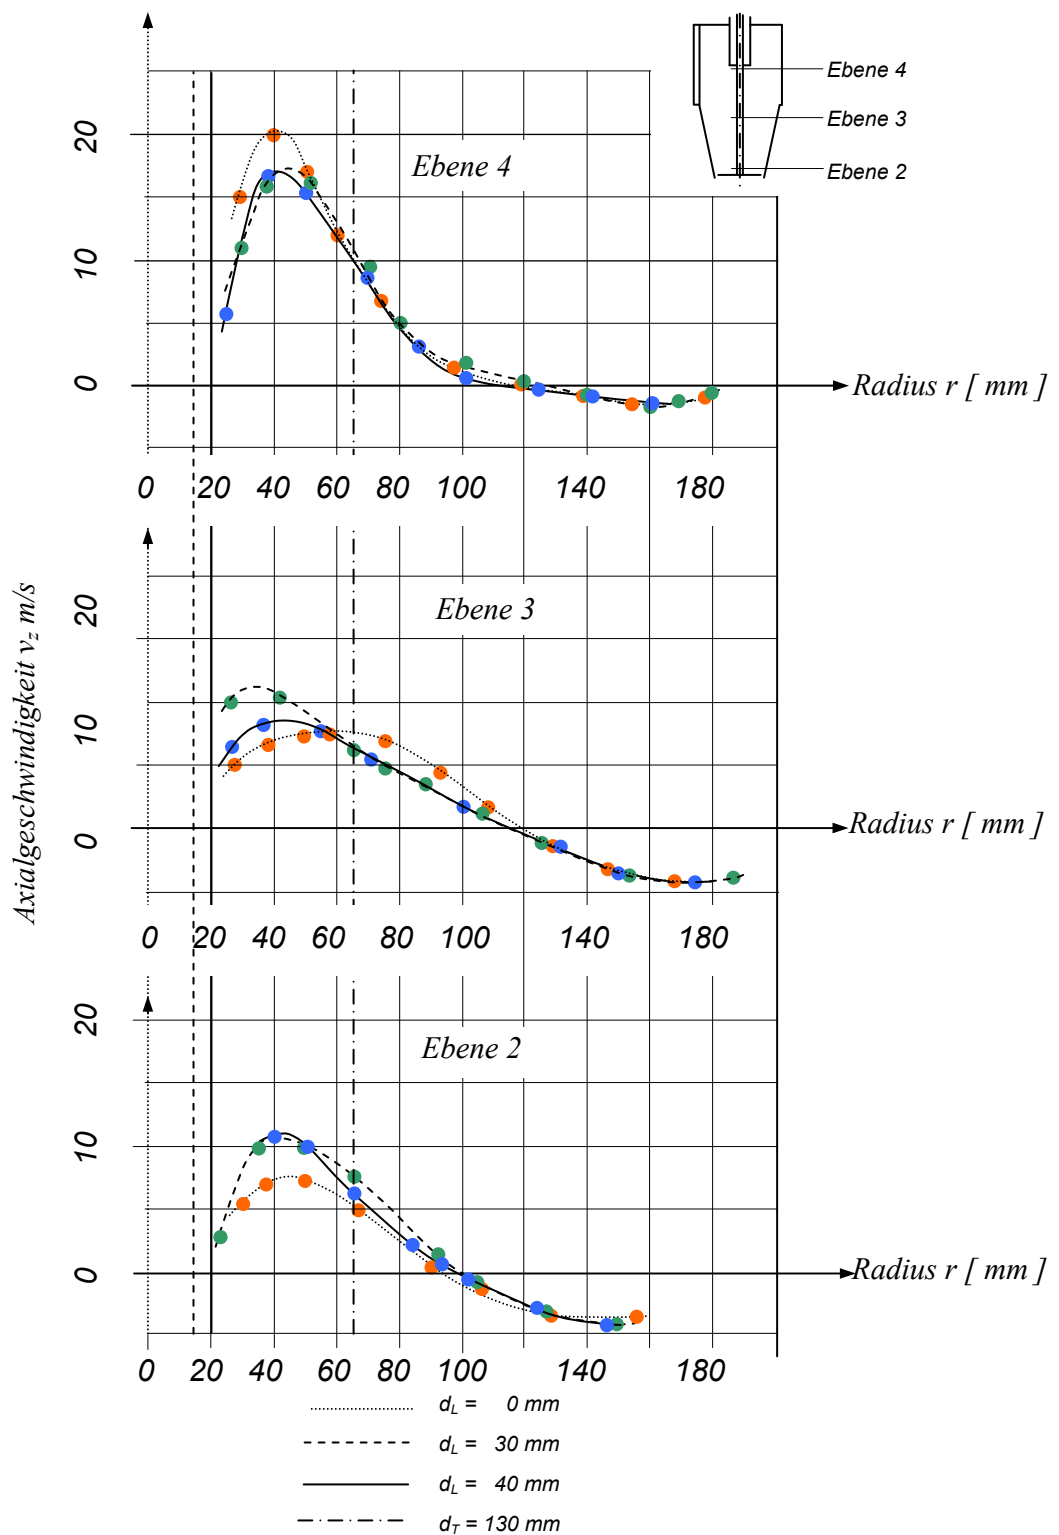 Ebene 4
Ebene 3
Ebene 2
20
10
0
Ebene 4
Radius r [ mm ]
0 20 40 60 80 100 140 180
Axialgeschwindigkeit vz m/s
20
10
0
Ebene 3
Radius r [ mm ]
0 20 40 60 80 100 140 180
20
10
0
Ebene 2
Radius r [ mm ]
0 20 40 60 80 100 140 180
dL = 0 mm
dL = 30 mm
dL = 40 mm
dT = 130 mm